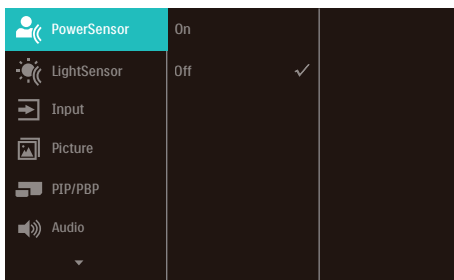 PowerSensor
On
LightSensor
Off
Input
Picture
PIP/PBP
Audio